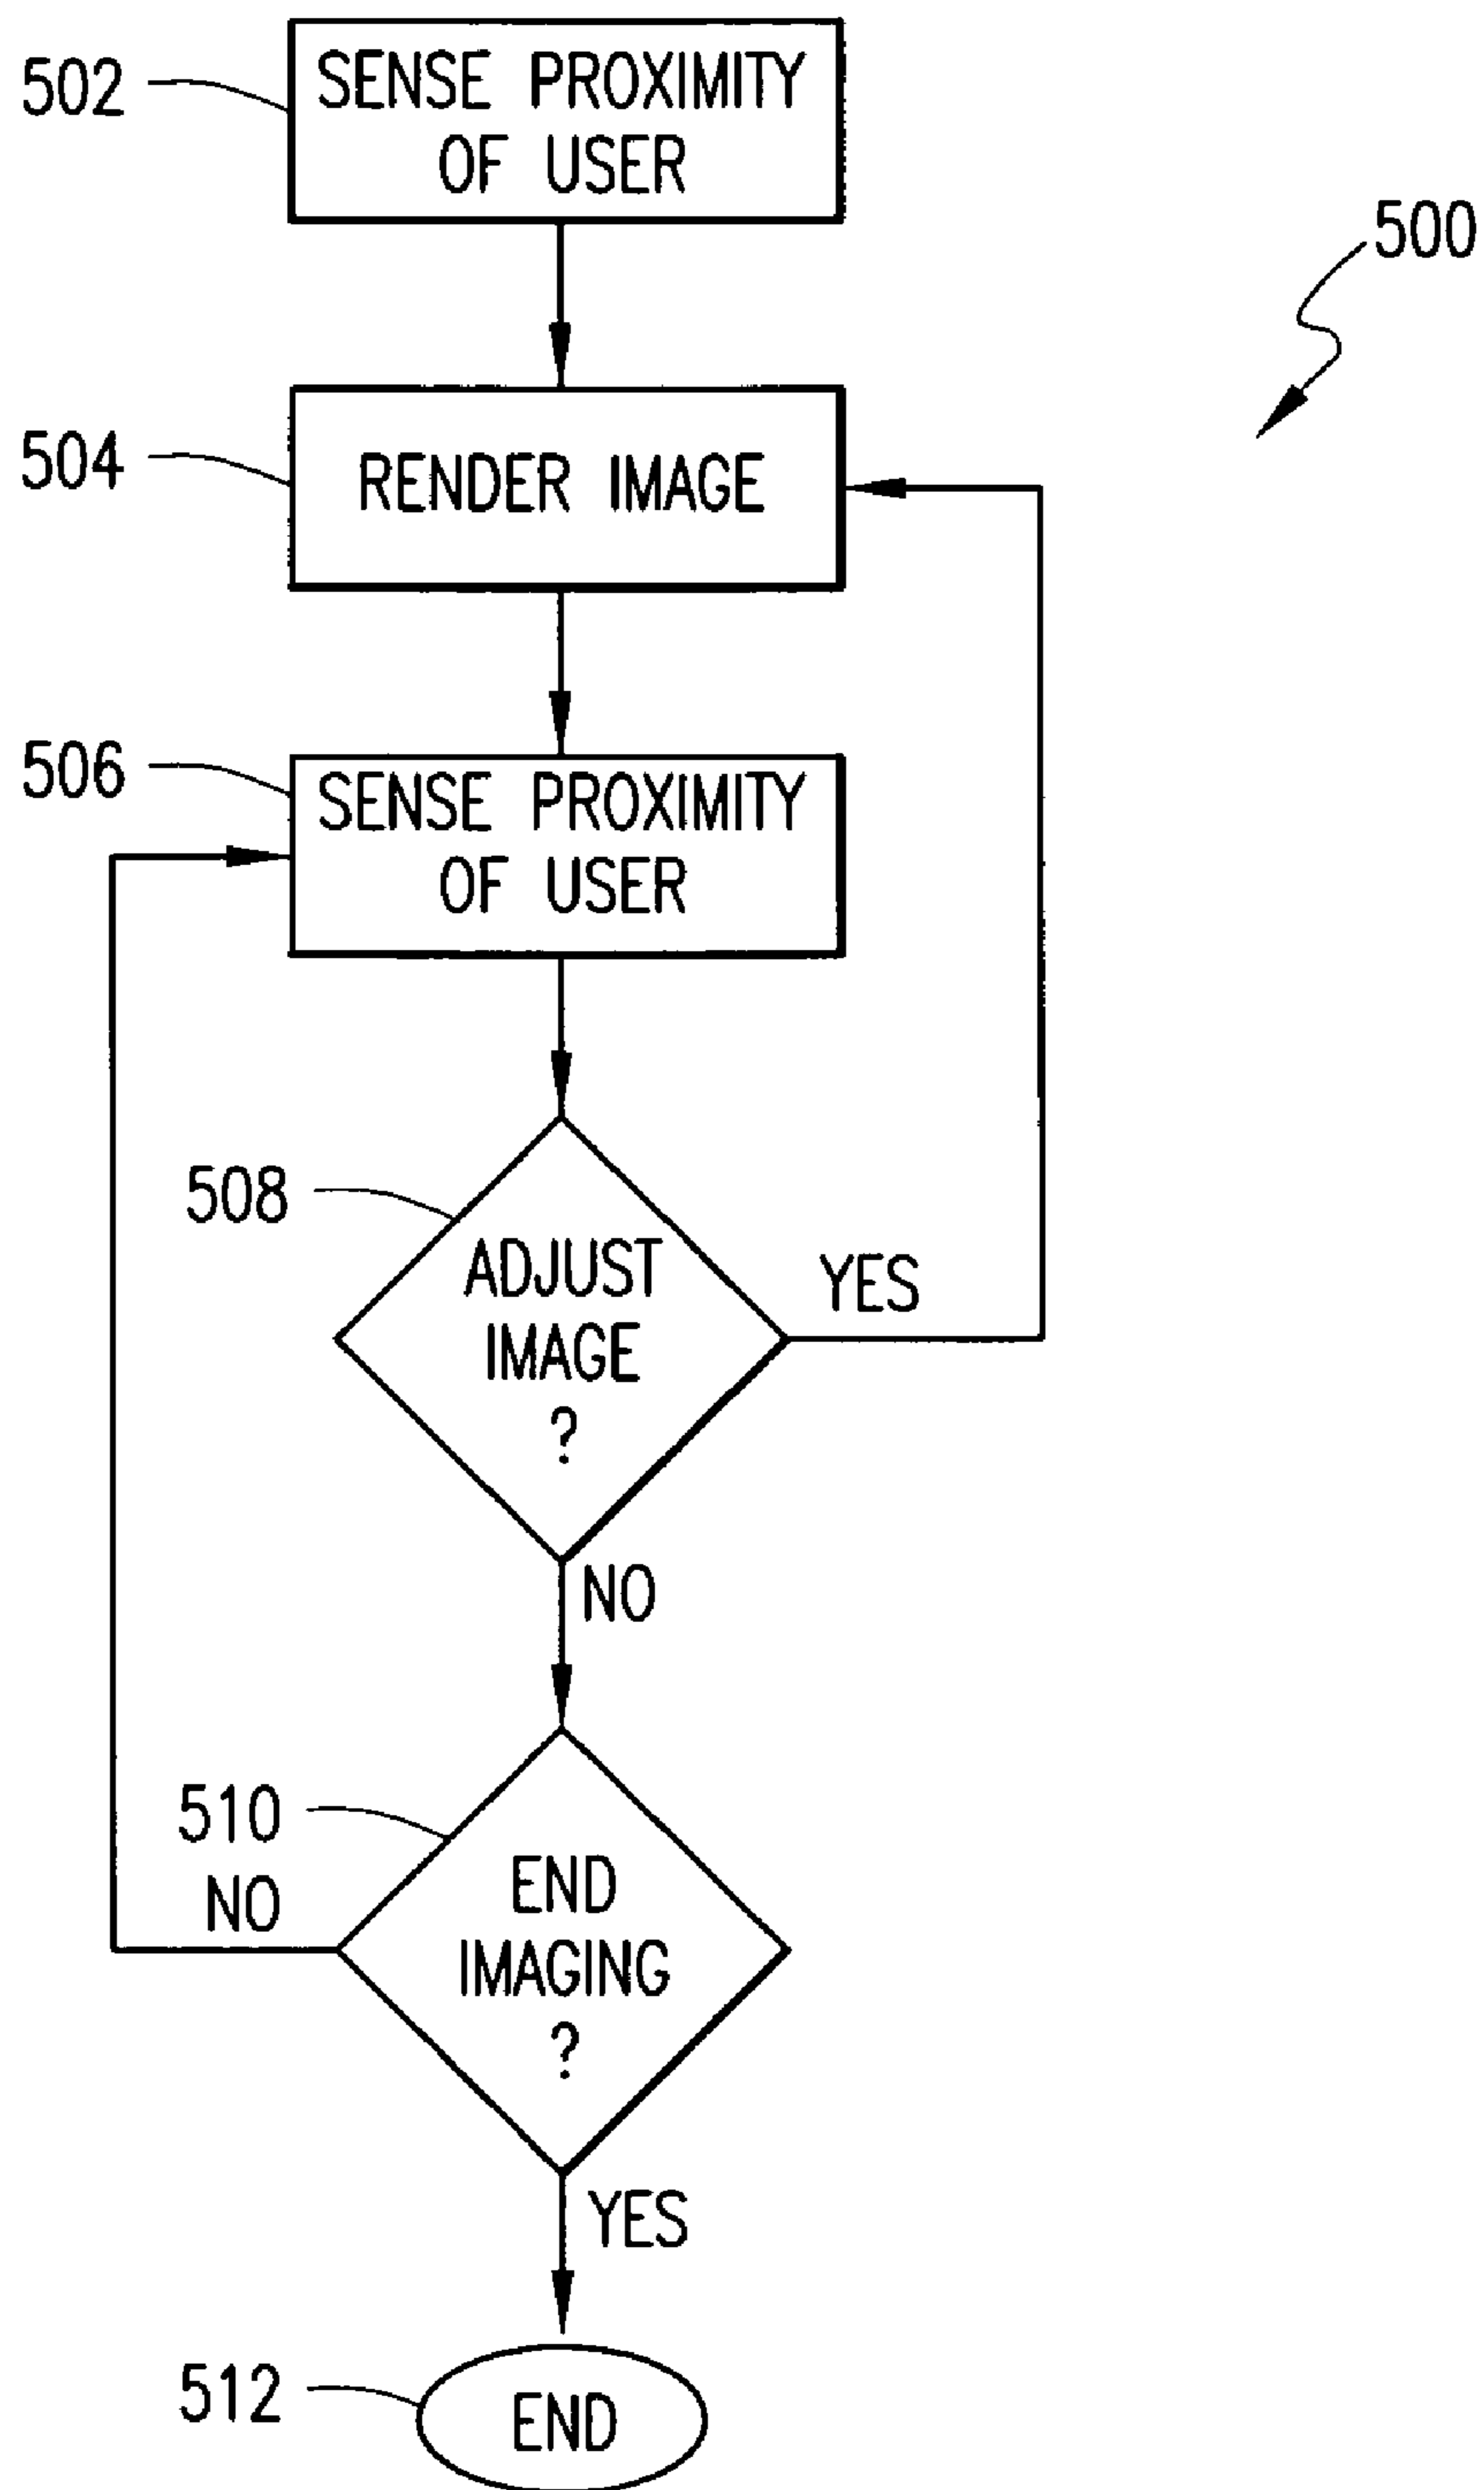 502
SENSE PROXIMITY
OF USER
500
504
RENDER IMAGE
506
SENSE PROXIMITY
OF USER
508
ADJUST
IMAGE
?
YES
NO
510
END
IMAGING
?
NO
YES
512
END